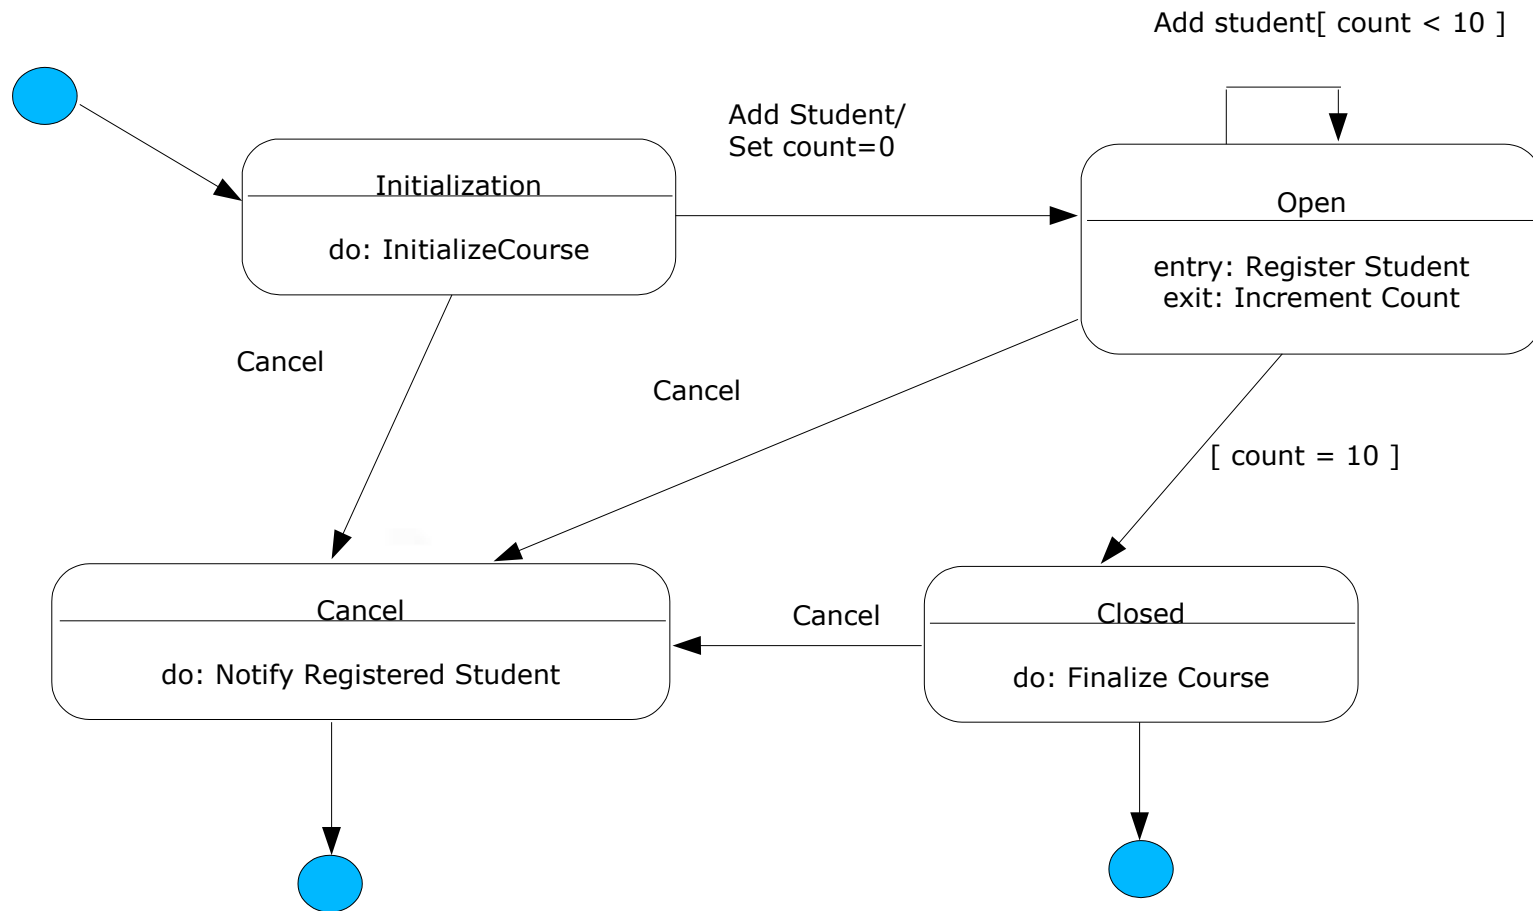 Add student[ count < 10 ]
Add Student/
Set count=0
Initialization
do: InitializeCourse
Open
entry: Register Student
exit: Increment Count
Cancel
Cancel
[ count = 10 ]
Cancel
do: Notify Registered Student
Cancel
Closed
do: Finalize Course